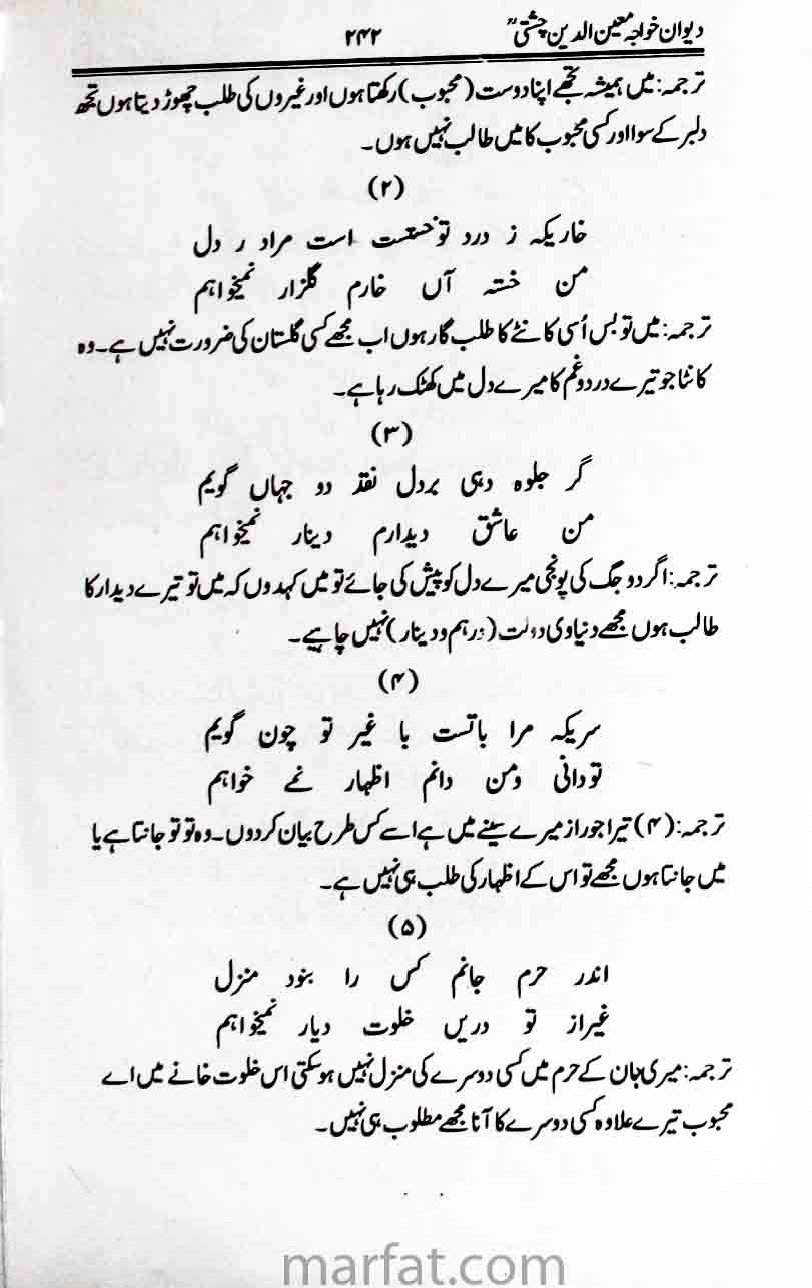 دیوان خواجہ معین الدین چشتیؒ ۲۴۲
ترجمہ: میں ہمیشہ تجھے اپنا دوست (محبوب) رکھتا ہوں اور غیروں کی طلب چھوڑ دیتا ہوں تجھ
دلبر کے سوا اور کسی محبوب کا میں طالب نہیں ہوں۔
(۲)
خاریکہ ز درد تو است مراد ر دل
من خستہ آں خارم گلزار نمیخواہم
ترجمہ: میں تو بس اُسی کانٹے کا طلب گار ہوں اب مجھے کسی گلستان کی ضرورت نہیں ہے۔ وہ
کانٹا جو تیرے درد و غم کا میرے دل میں کھٹک رہا ہے۔
(۳)
گر جلوہ دہی بردل نقد دو جہاں گویم
من عاشق دیدارم دینار نمیخواہم
ترجمہ: اگر دو جگ کی پونجی میرے دل کو پیش کی جائے تو میں کہدوں کہ میں تو تیرے دیدار کا
طالب ہوں مجھے دنیاوی دولت (درہم و دینار) نہیں چاہیے۔
(۴)
سریکہ مرا باتست با غیر تو چون گویم
تودانی ومن دانم اظہار نمے خواہم
ترجمہ: (۴) تیرا جو راز میرے سینے میں ہے اسے کس طرح بیان کردوں۔ وہ تو تو جانتا ہے یا
میں جانتا ہوں مجھے تو اس کے اظہار کی طلب ہی نہیں ہے۔
(۵)
اندر حرم جانم کس را بنود منزل
غیراز تو دریں خلوت دیار نمیخواہم
ترجمہ: میری جان کے حرم میں کسی دوسرے کی منزل نہیں ہوسکتی اس خلوت خانے میں اے
محبوب تیرے علاوہ کسی دوسرے کا آنا مجھے مطلوب ہی نہیں۔
marfat.com